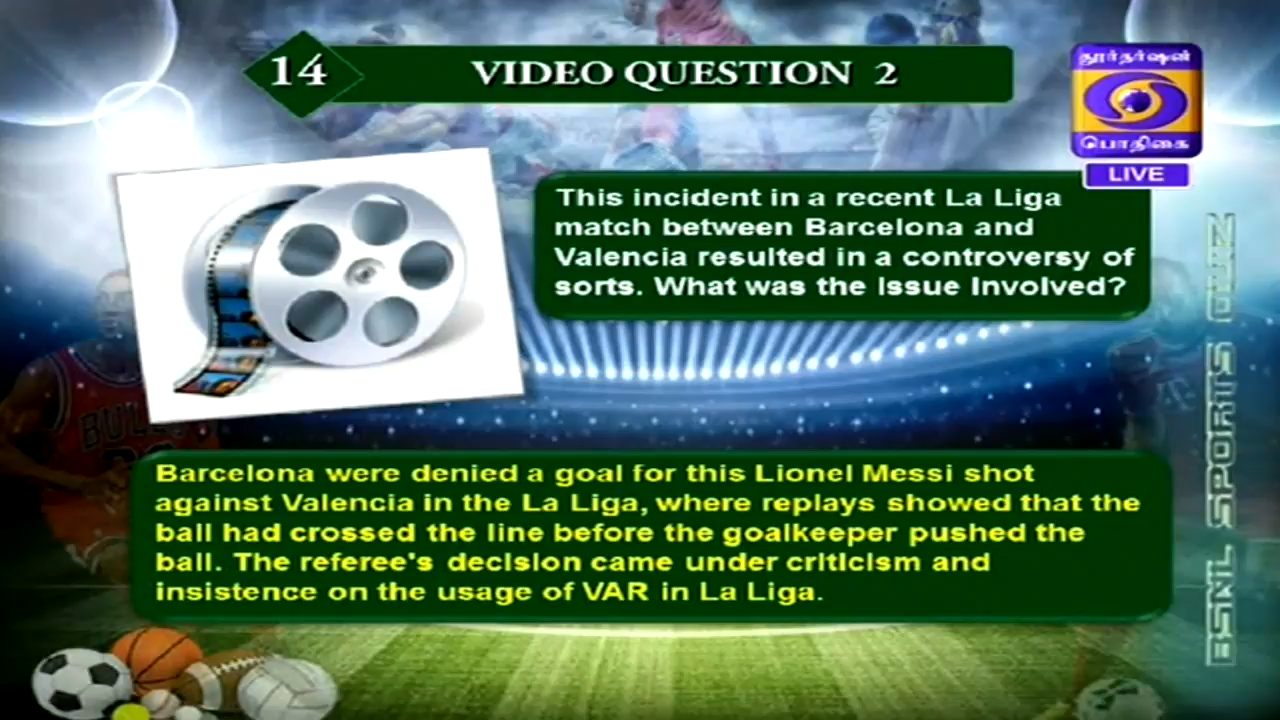 14
VIDEO QUESTION 2
தூர்தர்ஷன்
பொதிகை
LIVE
This incident in a recent La Liga
match between Barcelona and
Valencia resulted in a controversy of
sorts. What was the issue involved?
BULL
Barcelona were denied a goal for this Lionel Messi shot
against Valencia in the La Liga, where replays showed that the
ball had crossed the line before the goalkeeper pushed the
ball. The referee's decision came under criticism and
insistence on the usage of VAR in La Liga.
BSNL SPORTS QUIZ